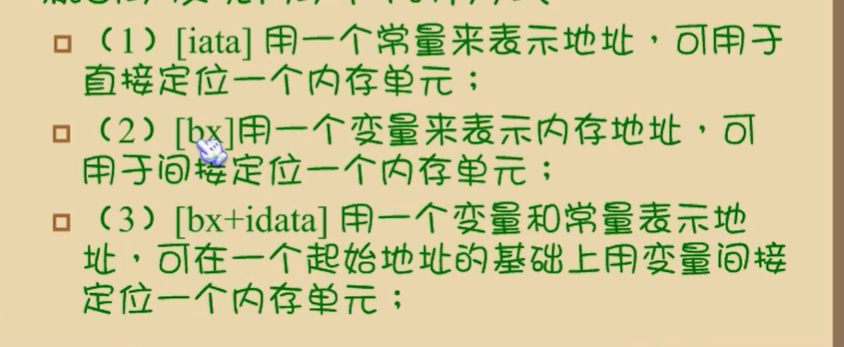 （1）[iata] 用一个常量来表示地址，可用于
直接定位一个内存单元；
（2）[bx]用一个变量来表示内存地址，可
用于间接定位一个内存单元；
（3）[bx+idata] 用一个变量和常量表示地
址，可在一个起始地址的基础上用变量间接
定位一个内存单元；